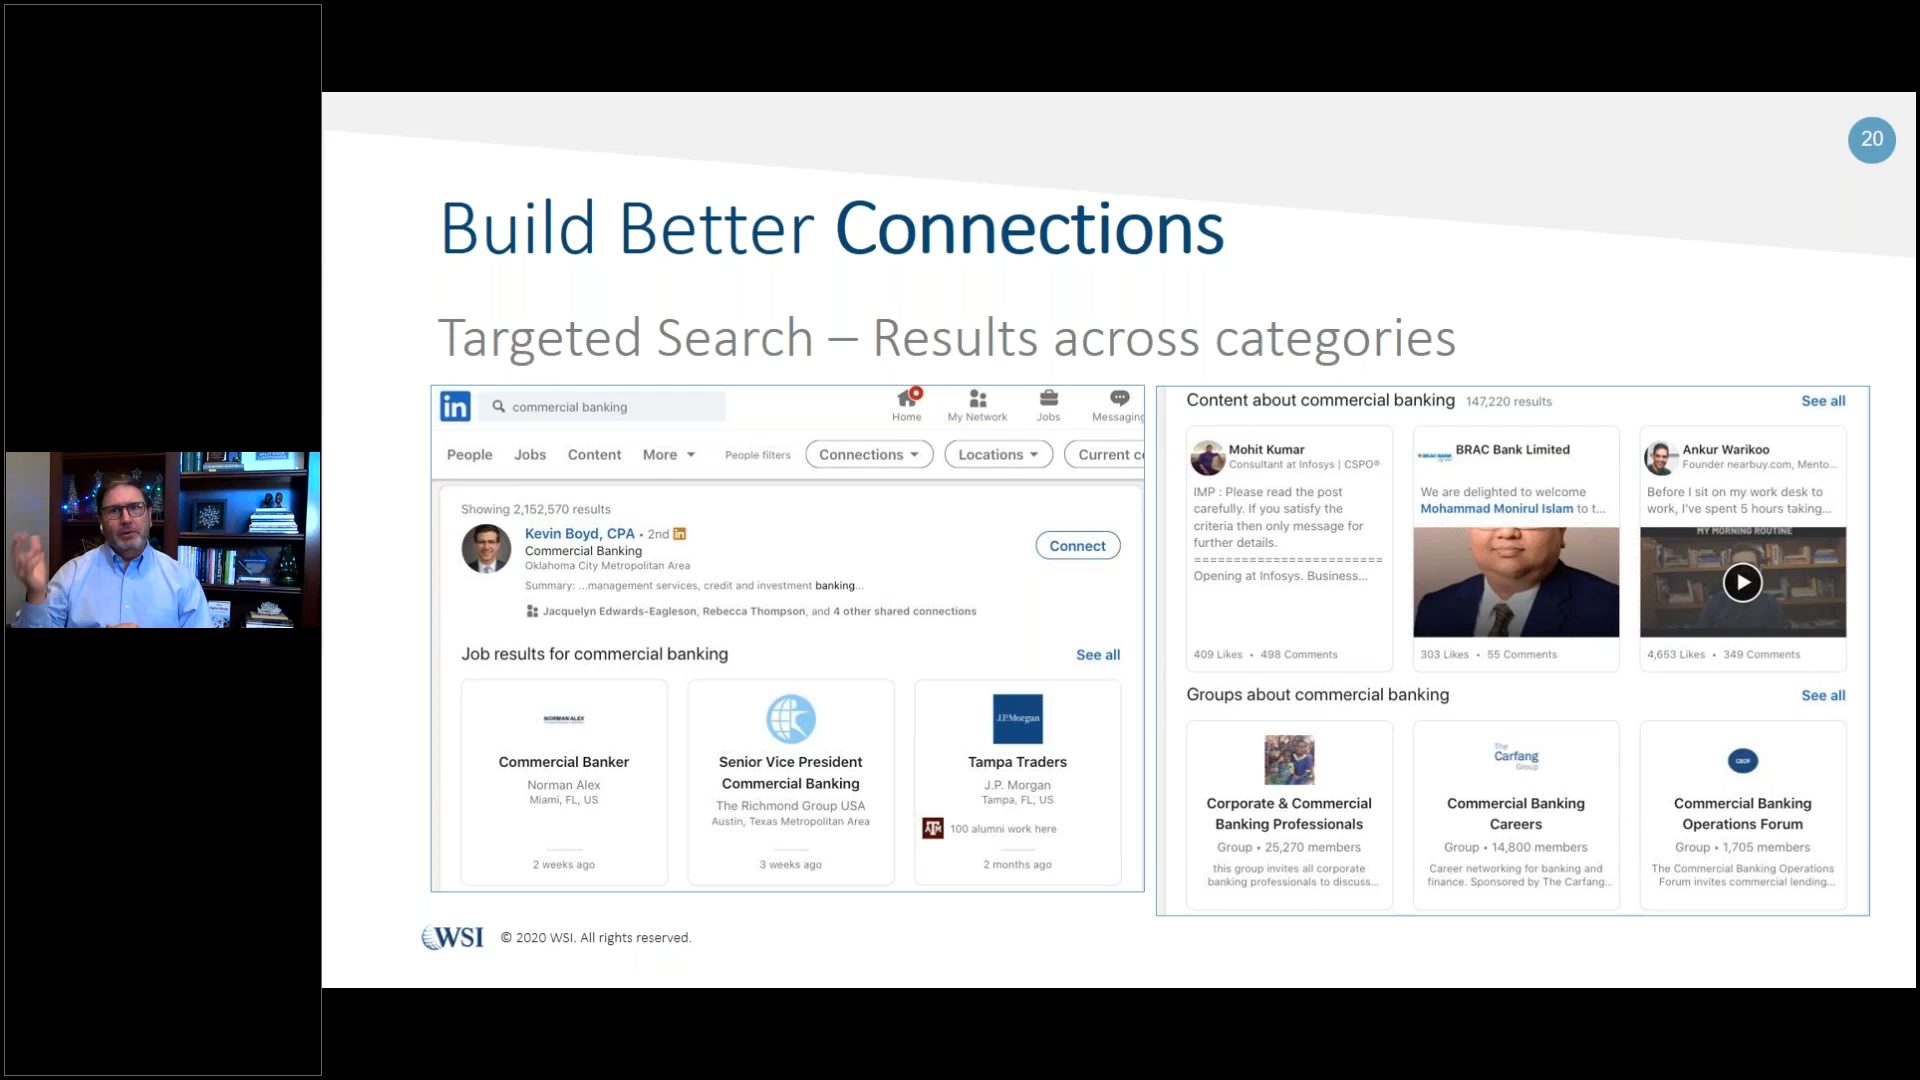 20
Build Better Connections
Targeted Search – Results across categories
in
commercial banking
Home
My Network
Jobs
Messaging
People
Jobs
Content
More
People filters
Connections
Locations
Current co
Showing 2,152,570 results
Kevin Boyd, CPA • 2nd in
Commercial Banking
Oklahoma City Metropolitan Area
Summary: ...management services, credit and investment banking...
Jacquelyn Edwards-Eagleson, Rebecca Thompson, and 4 other shared connections
Connect
Job results for commercial banking
See all
NORMAN ALEX
Commercial Banker
Norman Alex
Miami, FL, US
2 weeks ago
Senior Vice President
Commercial Banking
The Richmond Group USA
Austin, Texas Metropolitan Area
3 weeks ago
J.P.Morgan
Tampa Traders
J.P. Morgan
Tampa, FL, US
ATM 100 alumni work here
2 months ago
Content about commercial banking 147,220 results
See all
Mohit Kumar
Consultant at Infosys | CSPO®
IMP : Please read the post
carefully. If you satisfy the
criteria then only message for
further details.
========================
Opening at Infosys. Business...
409 Likes • 498 Comments
BRAC BANK
BRAC Bank Limited
We are delighted to welcome
Mohammad Monirul Islam to t...
303 Likes • 55 Comments
Ankur Warikoo
Founder nearbuy.com, Mento...
Before I sit on my work desk to
work, I've spent 5 hours taking...
MY MORNING ROUTINE
4,653 Likes • 349 Comments
Groups about commercial banking
See all
Corporate & Commercial
Banking Professionals
Group • 25,270 members
this group invites all corporate
banking professionals to discuss...
The
Carfang
Group
Commercial Banking
Careers
Group • 14,800 members
Career networking for banking and
finance. Sponsored by The Carfang...
CBOF
Commercial Banking
Operations Forum
Group • 1,705 members
The Commercial Banking Operations
Forum invites commercial lending...
WSI
© 2020 WSI. All rights reserved.